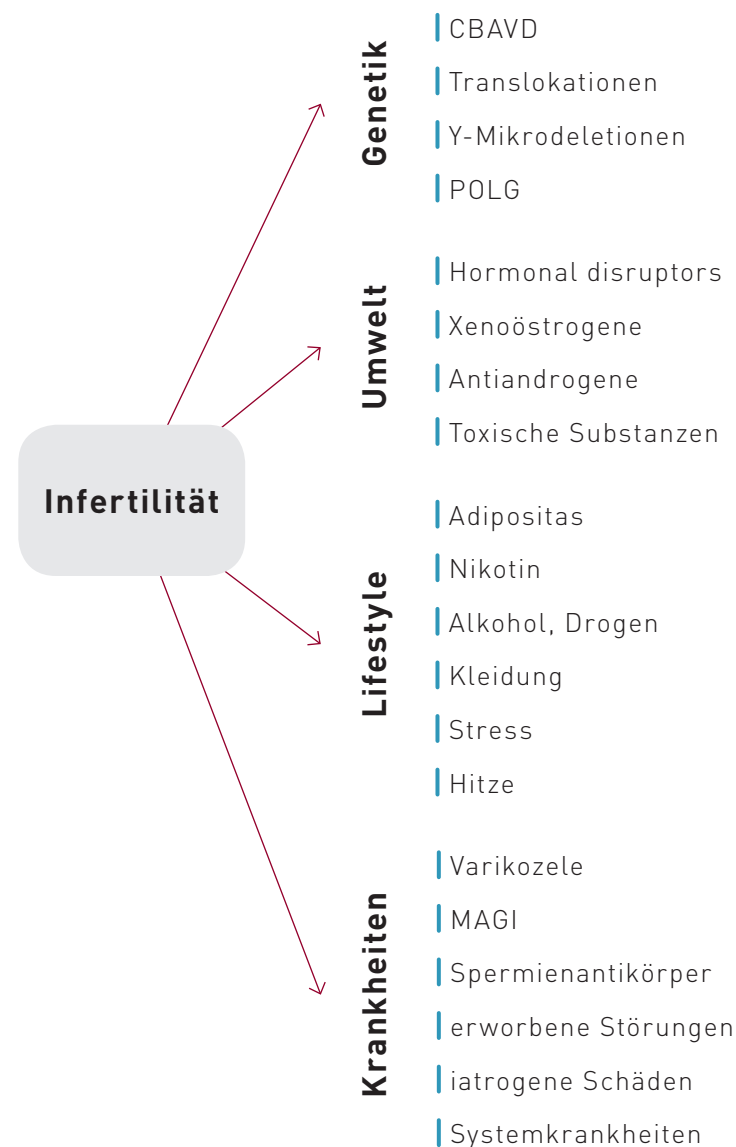 Infertilität
Genetik
CBAVD
Translokationen
Y-Mikrodeletionen
POLG
Umwelt
Hormonal disruptors
Xenoöstrogene
Antiandrogene
Toxische Substanzen
Lifestyle
Adipositas
Nikotin
Alkohol, Drogen
Kleidung
Stress
Hitze
Krankheiten
Varikozele
MAGI
Spermienantikörper
erworbene Störungen
iatrogene Schäden
Systemkrankheiten